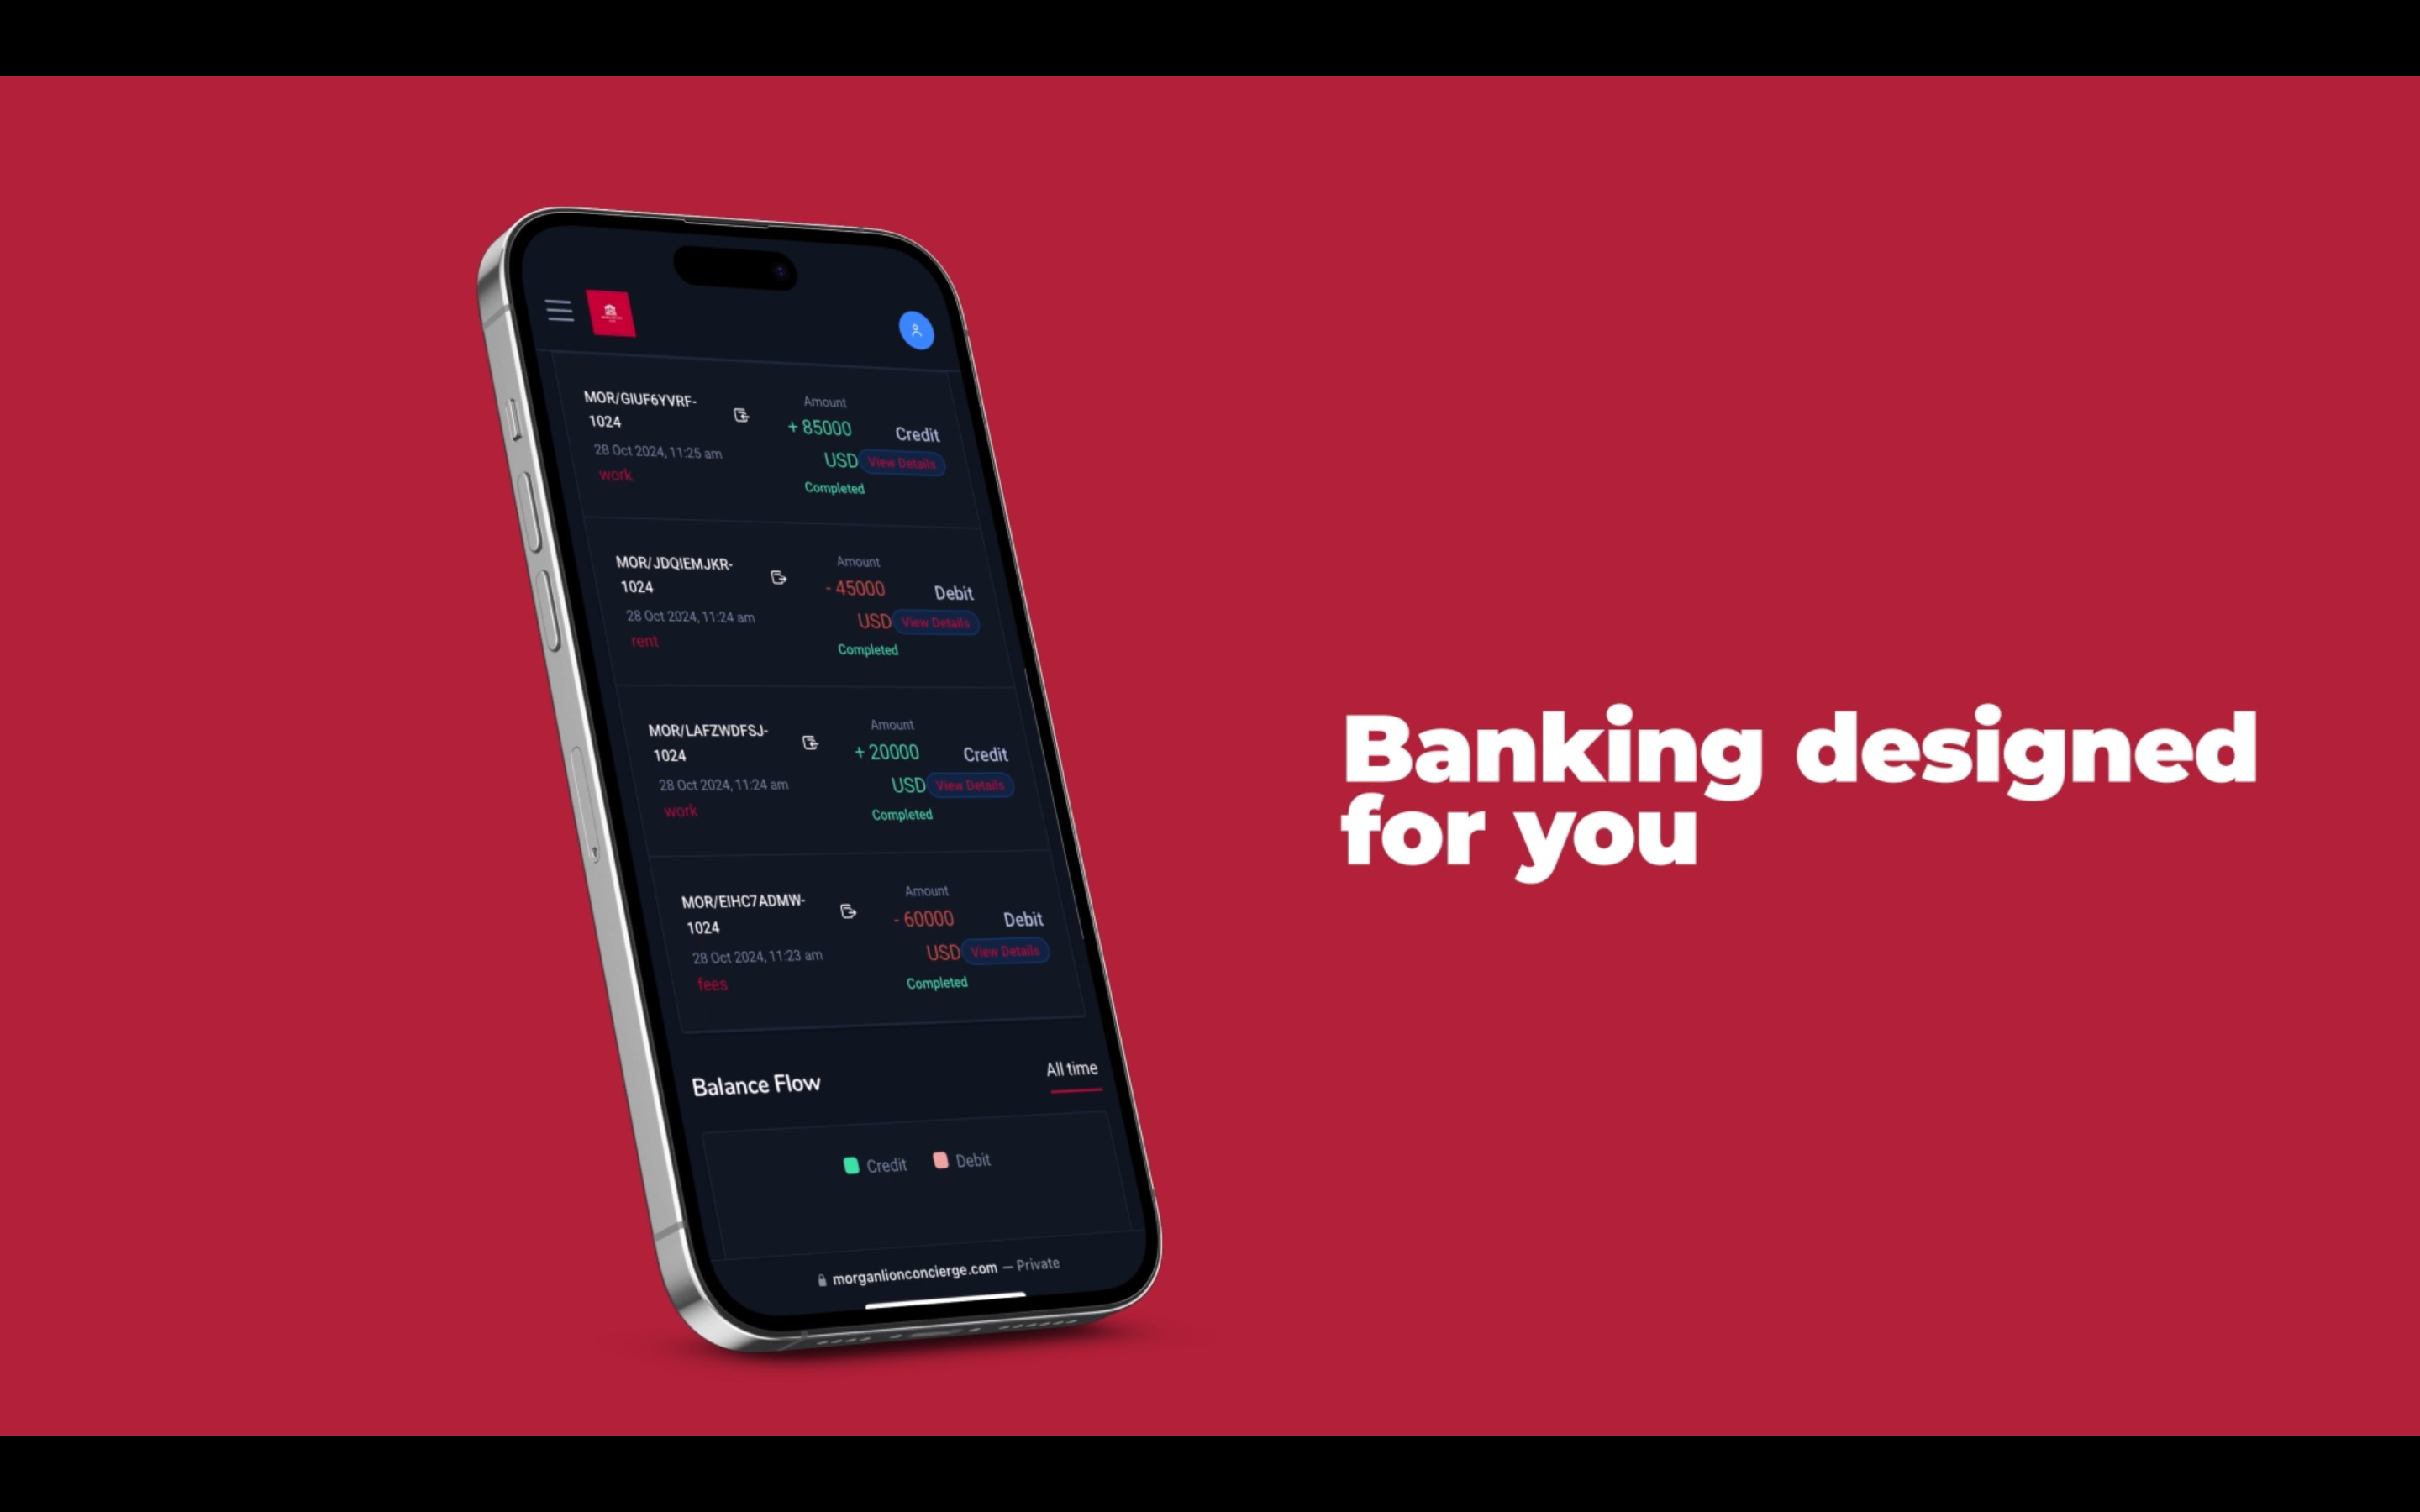 MOR/GIUF6YVRF-
1024
28 Oct 2024, 11:25 am
work
Amount
+ 85000
USD
Completed
Credit
View Details
MOR/JDQIEMJKR-
1024
28 Oct 2024, 11:24 am
rent
Amount
- 45000
USD
Completed
Debit
View Details
MOR/LAFZWDFSJ-
1024
28 Oct 2024, 11:24 am
work
Amount
+ 20000
USD
Completed
Credit
View Details
MOR/EIHC7ADMW-
1024
28 Oct 2024, 11:23 am
fees
Amount
- 60000
USD
Completed
Debit
View Details
Balance Flow
All time
Credit
Debit
morganlionconcierge.com — Private
Banking designed
for you